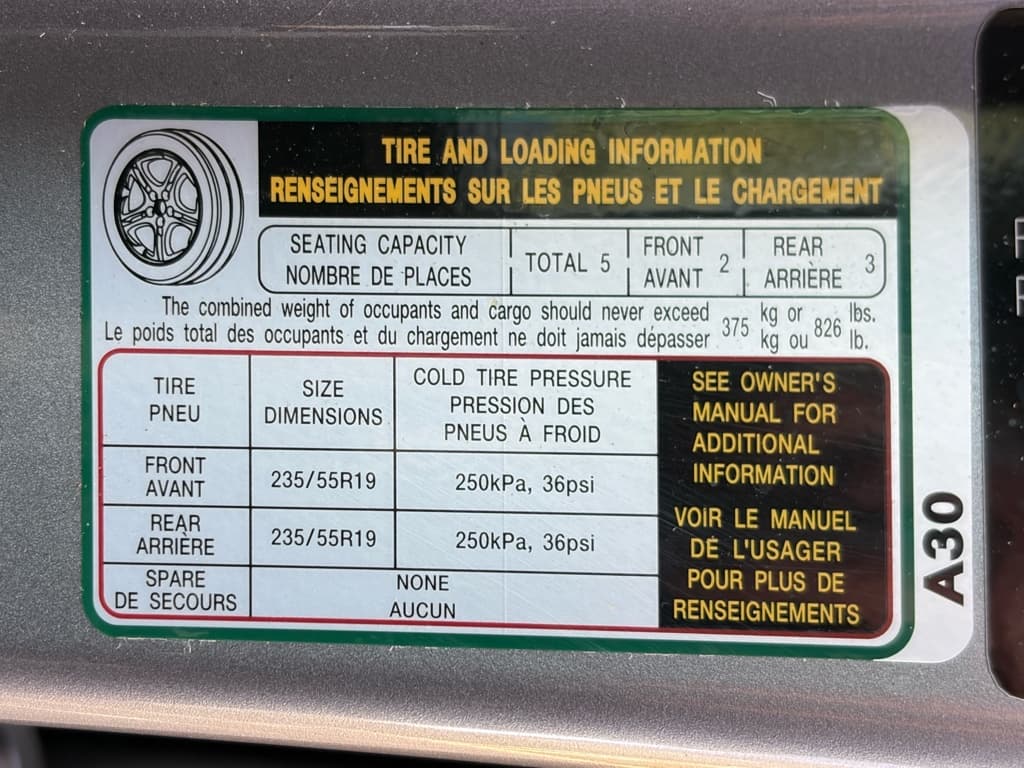 TIRE AND LOADING INFORMATION
RENSEIGNEMENTS SUR LES PNEUS ET LE CHARGEMENT
SEATING CAPACITY
NOMBRE DE PLACES
TOTAL 5
FRONT
AVANT
2
REAR
ARRIÈRE
3
The combined weight of occupants and cargo should never exceed
Le poids total des occupants et du chargement ne doit jamais dépasser
375
kg or
kg ou
826
lbs.
lb.
TIRE
PNEU
SIZE
DIMENSIONS
COLD TIRE PRESSURE
PRESSION DES
PNEUS À FROID
FRONT
AVANT
235/55R19
250kPa, 36psi
REAR
ARRIÈRE
235/55R19
250kPa, 36psi
SPARE
DE SECOURS
NONE
AUCUN
SEE OWNER'S
MANUAL FOR
ADDITIONAL
INFORMATION
VOIR LE MANUEL
DE L'USAGER
POUR PLUS DE
RENSEIGNEMENTS
A30